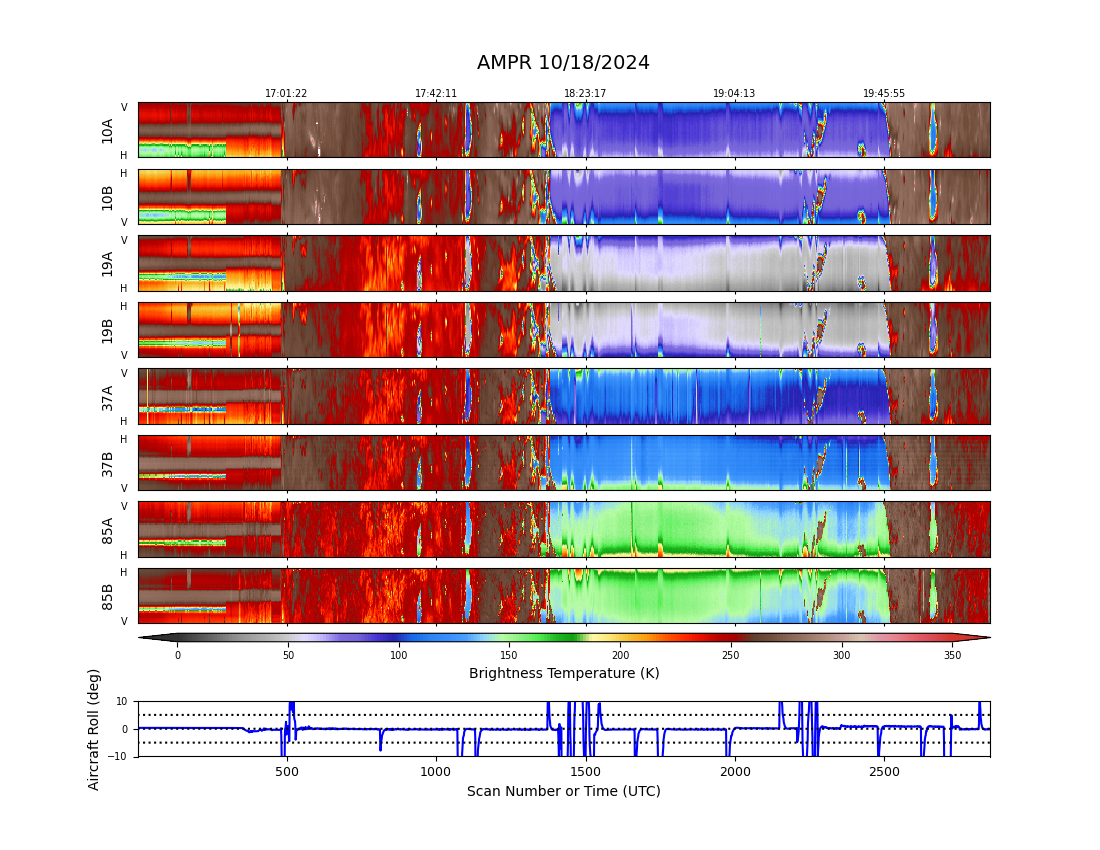 AMPR 10/18/2024
17:01:22 17:42:11 18:23:17 19:04:13 19:45:55
V
10A
H
H
10B
V
V
19A
H
H
19B
V
V
37A
H
H
37B
V
V
85A
H
H
85B
V
0 50 100 150 200 250 300 350
Brightness Temperature (K)
Aircraft Roll (deg)
10
0
−10
500 1000 1500 2000 2500
Scan Number or Time (UTC)